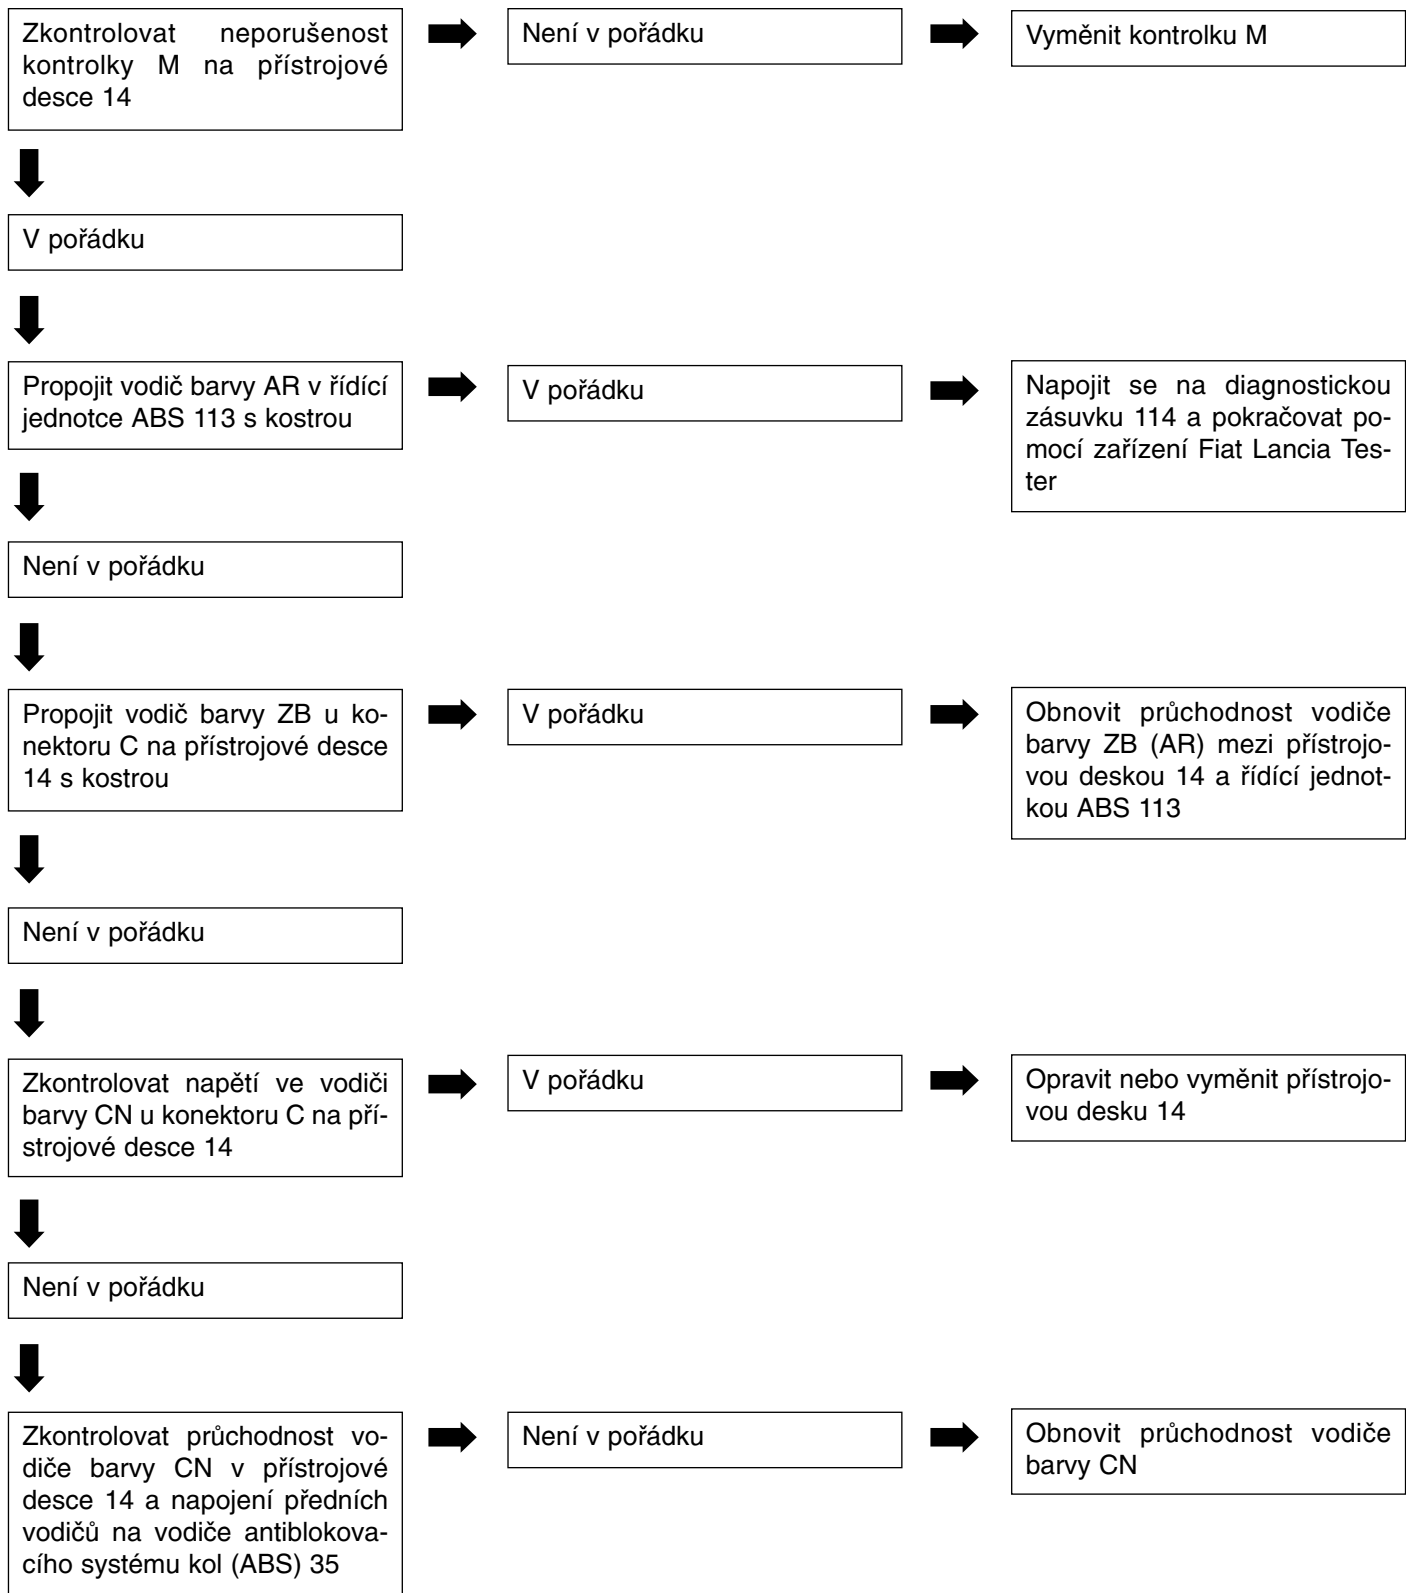 Zkontrolovat neporušenost
kontrolky M na přístrojové
desce 14
Není v pořádku
Vyměnit kontrolku M
V pořádku
Propojit vodič barvy AR v řídící
jednotce ABS 113 s kostrou
V pořádku
Napojit se na diagnostickou
zásuvku 114 a pokračovat po-
mocí zařízení Fiat Lancia Tes-
ter
Není v pořádku
Propojit vodič barvy ZB u ko-
nektoru C na přístrojové desce
14 s kostrou
V pořádku
Obnovit průchodnost vodiče
barvy ZB (AR) mezi přístrojo-
vou deskou 14 a řídící jednot-
kou ABS 113
Není v pořádku
Zkontrolovat napětí ve vodiči
barvy CN u konektoru C na pří-
strojové desce 14
V pořádku
Opravit nebo vyměnit přístrojo-
vou desku 14
Není v pořádku
Zkontrolovat průchodnost vo-
diče barvy CN v přístrojové
desce 14 a napojení předních
vodičů na vodiče antiblokova-
cího systému kol (ABS) 35
Není v pořádku
Obnovit průchodnost vodiče
barvy CN